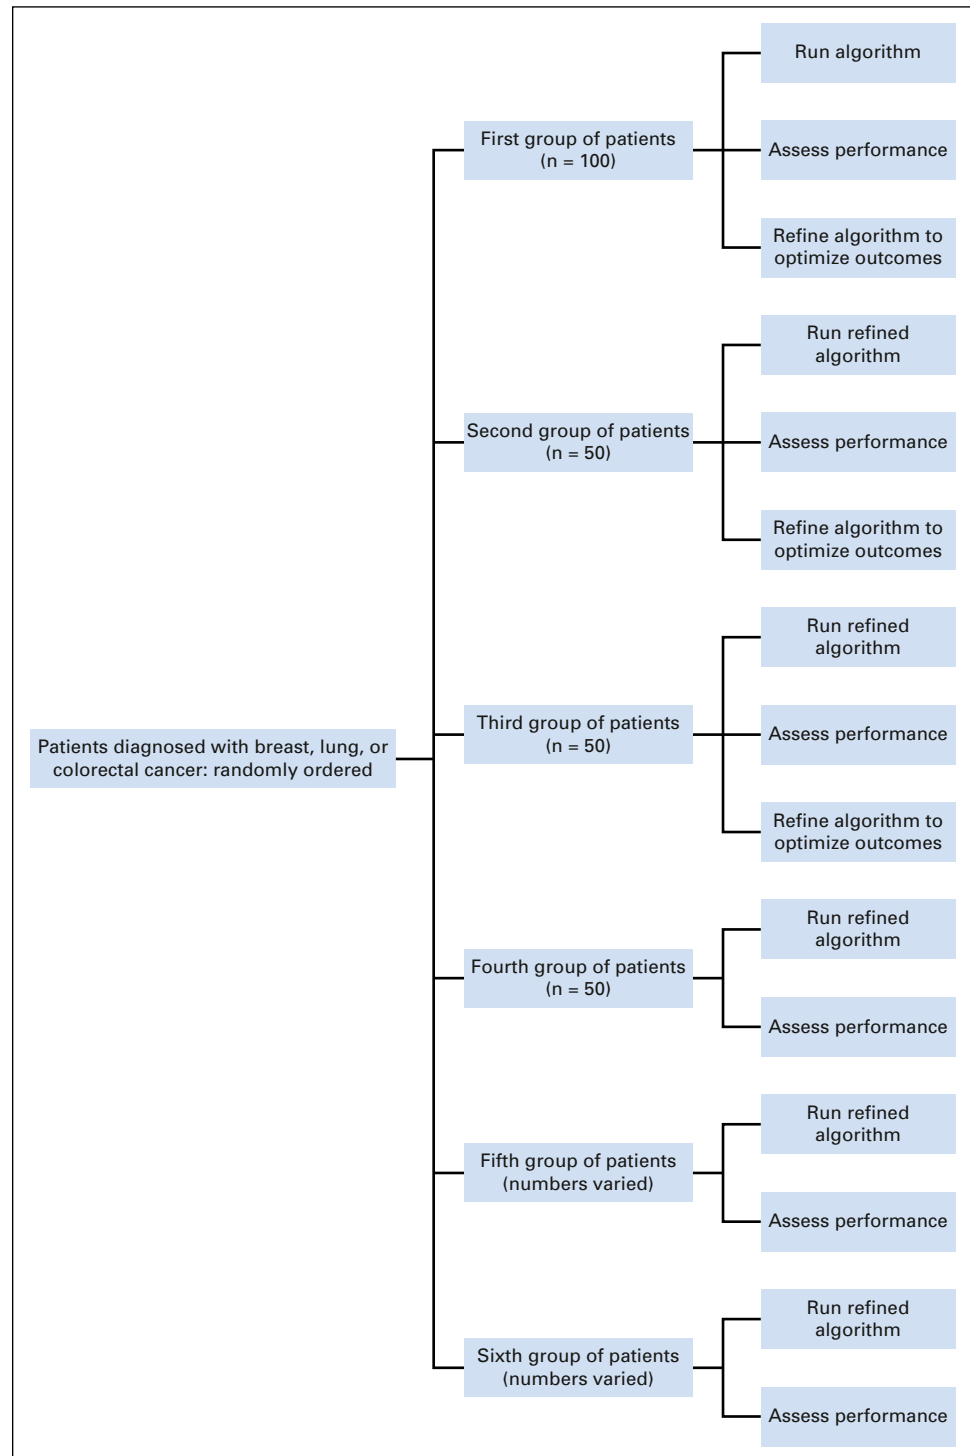 Patients diagnosed with breast, lung, or
colorectal cancer: randomly ordered
First group of patients
(n = 100)
Run algorithm
Assess performance
Refine algorithm to
optimize outcomes
Second group of patients
(n = 50)
Run refined
algorithm
Assess performance
Refine algorithm to
optimize outcomes
Third group of patients
(n = 50)
Run refined
algorithm
Assess performance
Refine algorithm to
optimize outcomes
Fourth group of patients
(n = 50)
Run refined
algorithm
Assess performance
Fifth group of patients
(numbers varied)
Run refined
algorithm
Assess performance
Sixth group of patients
(numbers varied)
Run refined
algorithm
Assess performance